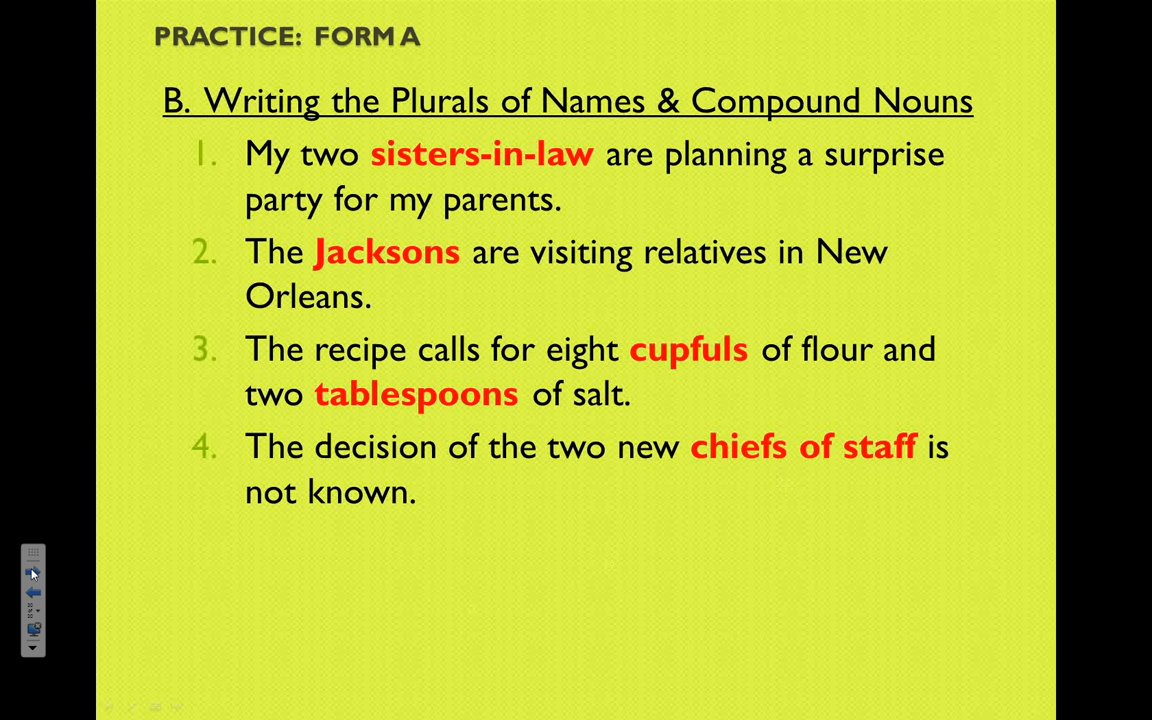 PRACTICE: FORM A
B. Writing the Plurals of Names & Compound Nouns
1. My two sisters-in-law are planning a surprise
party for my parents.
2. The Jacksons are visiting relatives in New
Orleans.
3. The recipe calls for eight cupfuls of flour and
two tablespoons of salt.
4. The decision of the two new chiefs of staff is
not known.